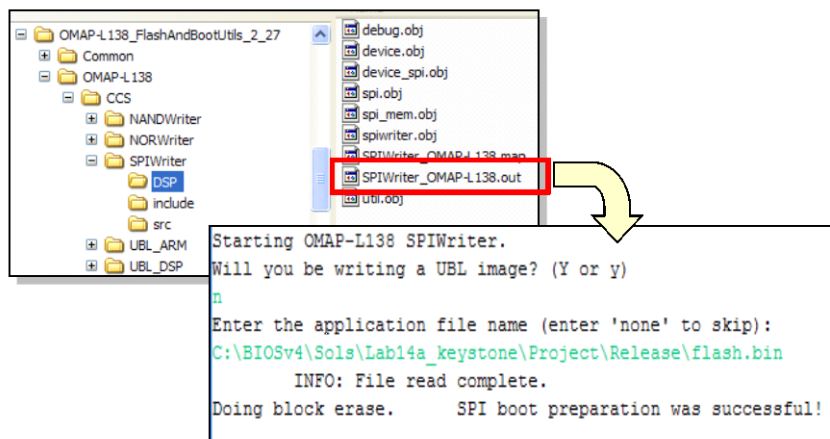 OMAP-L138_FlashAndBootUtils_2_27
Common
OMAP-L138
CCS
NANDWriter
NORWriter
SPIWriter
DSP
include
src
UBL_ARM
UBL_DSP
debug.obj
device.obj
device_spi.obj
spi.obj
spi_mem.obj
spiwriter.obj
SPIWriter_OMAP-L138.map
SPIWriter_OMAP-L138.out
util.obj
Starting OMAP-L138 SPIWriter.
Will you be writing a UBL image? (Y or y)
n
Enter the application file name (enter 'none' to skip):
C:\BIOSv4\Sols\Lab14a_keystone\Project\Release\flash.bin
INFO: File read complete.
Doing block erase. SPI boot preparation was successful!